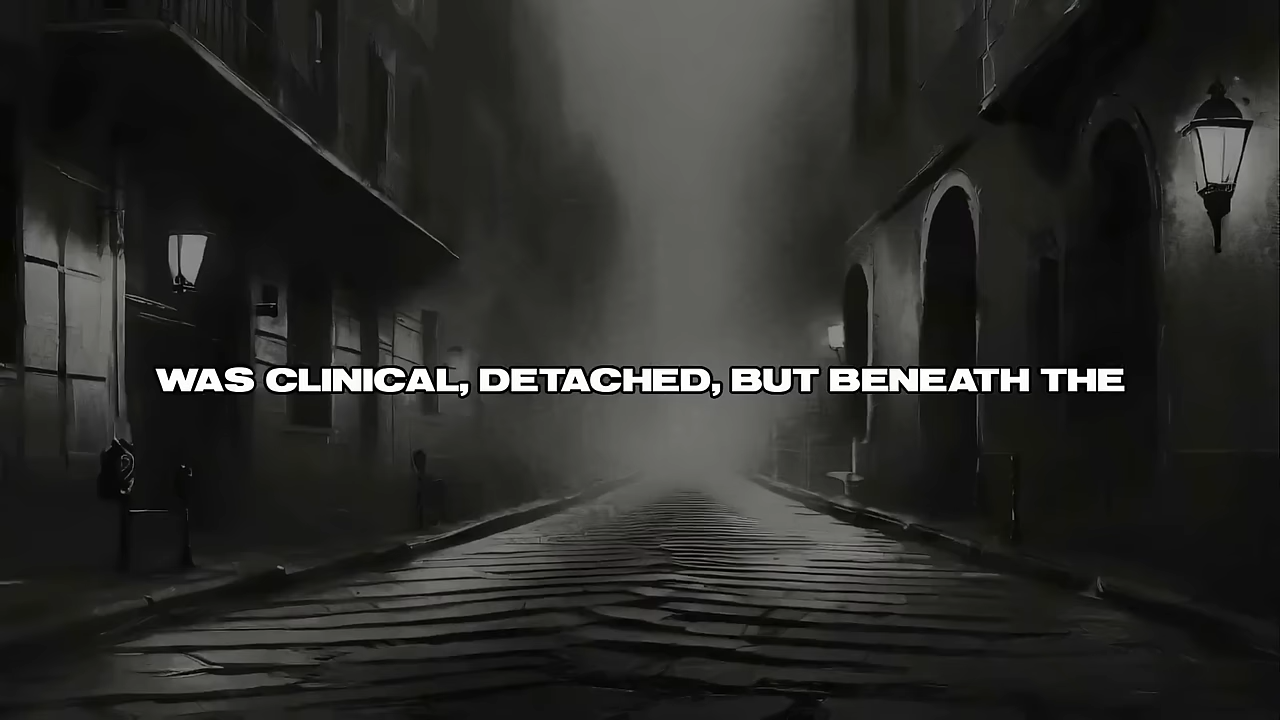 WAS CLINICAL, DETACHED, BUT BENEATH THE